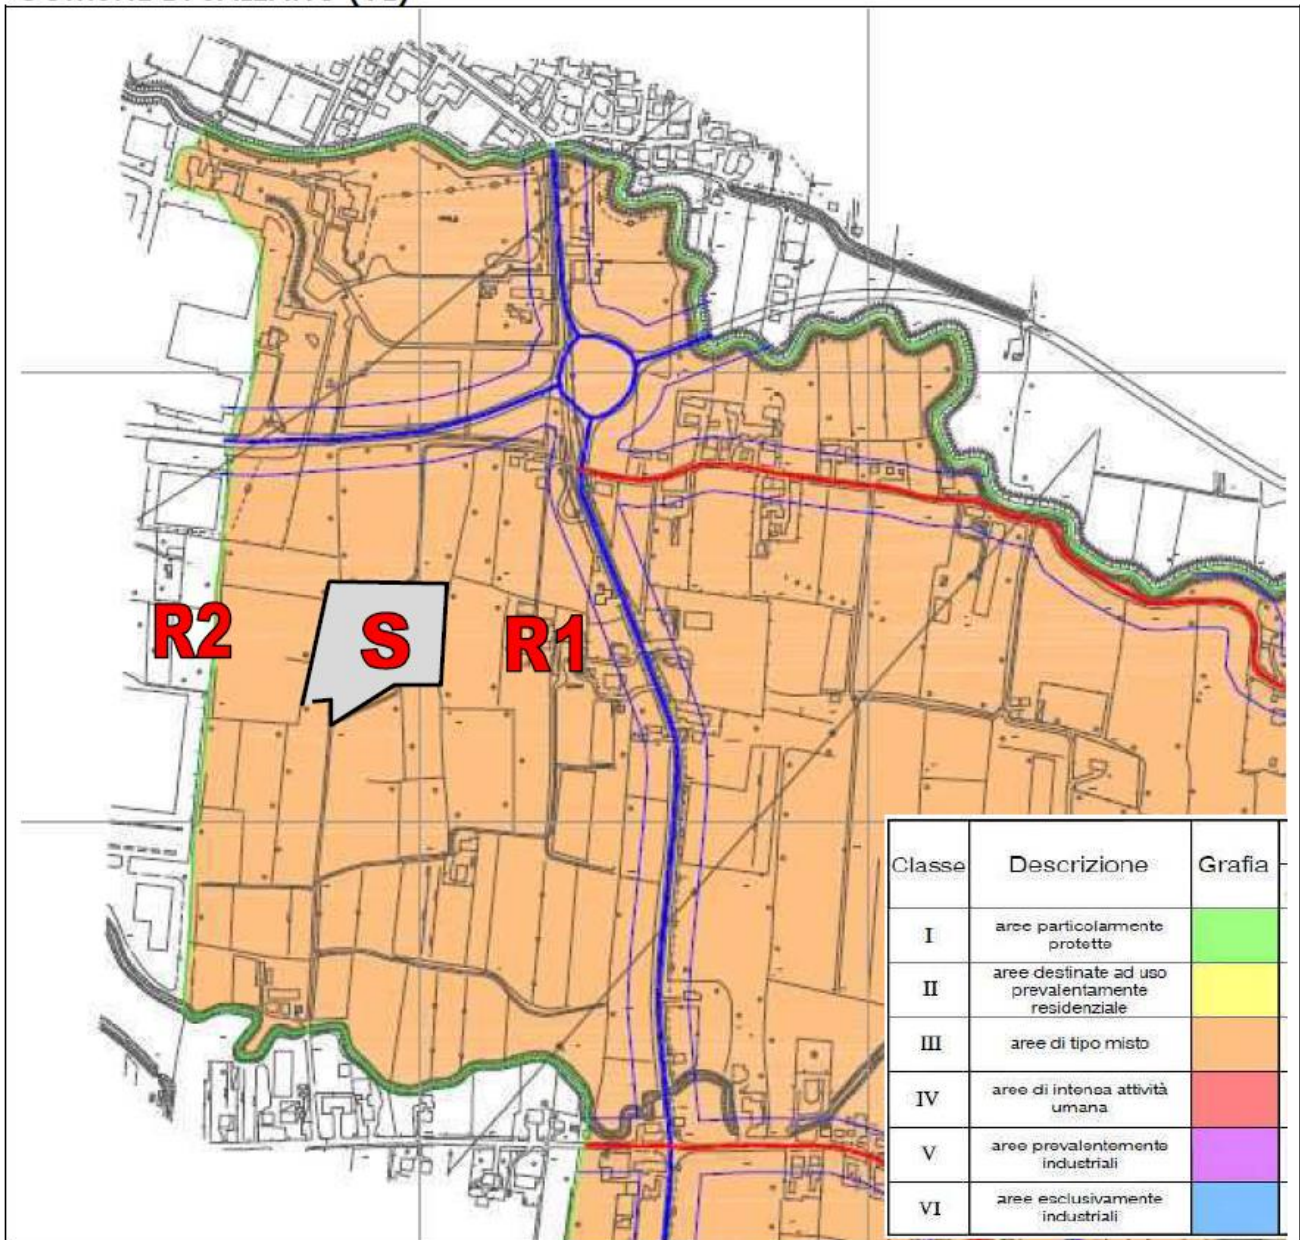 R2
S
R1
Classe Descrizione Grafia
I aree particolarmente
protette
II aree destinate ad uso
prevalentamente
residenziale
III aree di tipo misto
IV aree di intensa attività
umana
V aree prevalentemente
industriali
VI aree esclusivamente
industriali